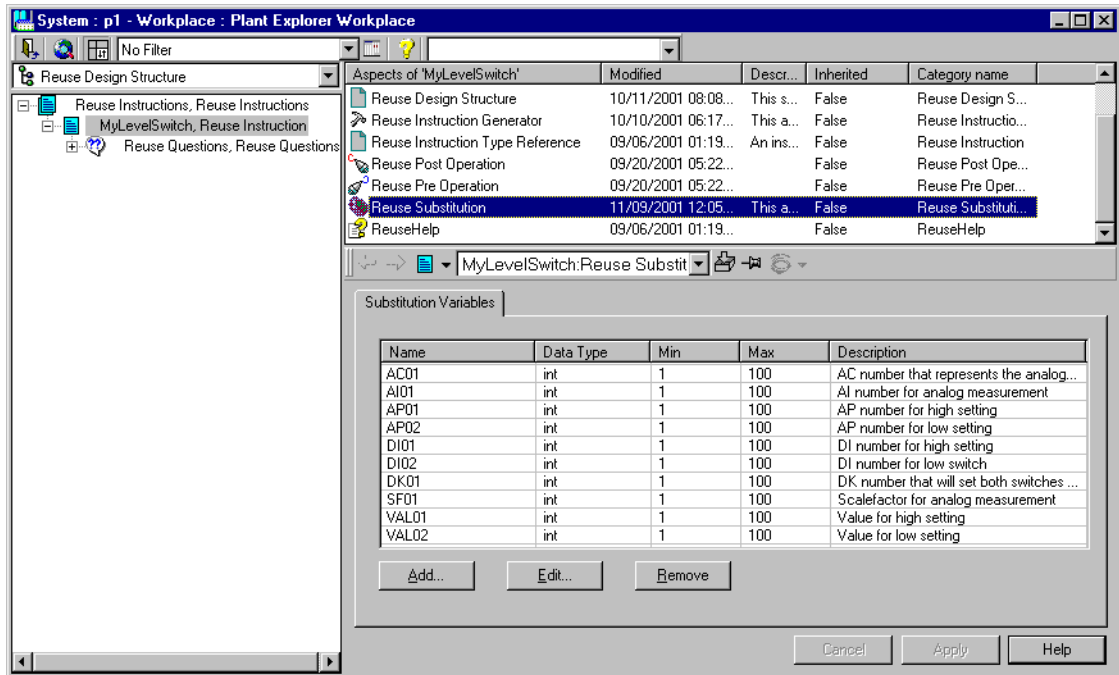 System : p1 - Workplace : Plant Explorer Workplace
No Filter
Reuse Design Structure
Reuse Instructions, Reuse Instructions
MyLevelSwitch, Reuse Instruction
Reuse Questions, Reuse Questions
Aspects of 'MyLevelSwitch' Modified Descr... Inherited Category name
Reuse Design Structure 10/11/2001 08:08... This s... False Reuse Design S...
Reuse Instruction Generator 10/10/2001 06:17... This a... False Reuse Instructio...
Reuse Instruction Type Reference 09/06/2001 01:19... An ins... False Reuse Instruction
Reuse Post Operation 09/20/2001 05:22... False Reuse Post Ope...
Reuse Pre Operation 09/20/2001 05:22... False Reuse Pre Oper...
Reuse Substitution 11/09/2001 12:05... This a... False Reuse Substituti...
ReuseHelp 09/06/2001 01:19... False ReuseHelp
MyLevelSwitch:Reuse Substit
Substitution Variables
Name Data Type Min Max Description
AC01 int 1 100 AC number that represents the analog...
AI01 int 1 100 AI number for analog measurement
AP01 int 1 100 AP number for high setting
AP02 int 1 100 AP number for low setting
DI01 int 1 100 DI number for high setting
DI02 int 1 100 DI number for low switch
DK01 int 1 100 DK number that will set both switches ...
SF01 int 1 100 Scalefactor for analog measurement
VAL01 int 1 100 Value for high setting
VAL02 int 1 100 Value for low setting
Add... Edit... Remove
Cancel Apply Help